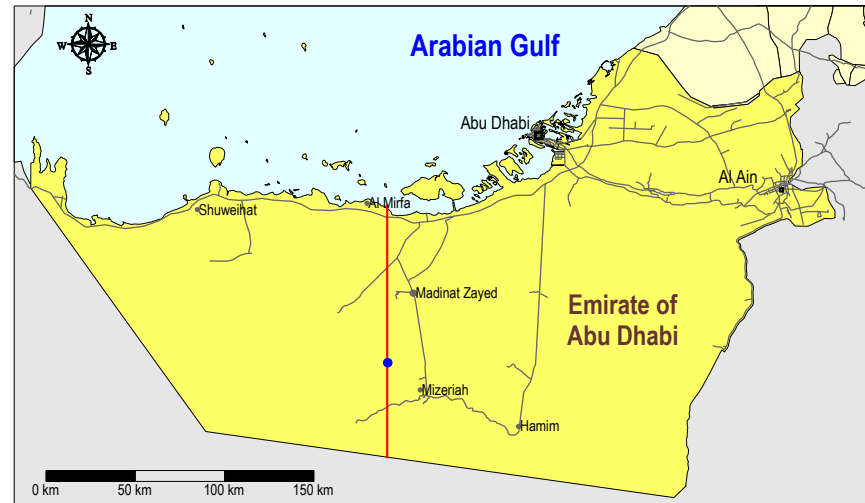 N
W
E
S
Arabian Gulf
Abu Dhabi
Al Ain
Shuweihat
Al Mirfa
Madinat Zayed
Emirate of
Abu Dhabi
Mizeriah
Hamim
0 km
50 km
100 km
150 km